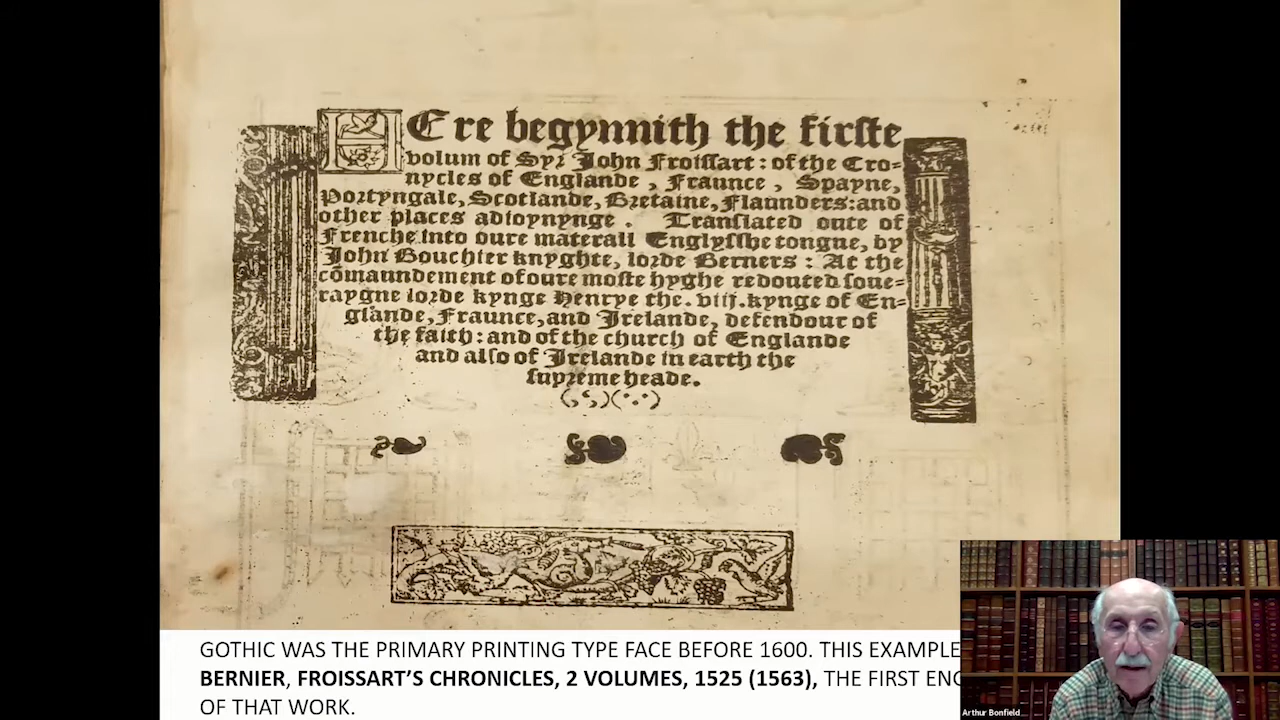 HEre begynnith the firste
volum of Syr John Froissart: of the Cro=
nycles of Englande, Fraunce, Spayne,
Portyngale, Scotlande, Bretaine, Flaunders: and
other places adioynynge. Translated oute of
Frenche into oure materall Englysshe tongue, by
John Bouchier knyghte, lorde Berners: At the
cōmaundement of oure moste hyghe redouted soue=
raygne lorde kynge Henrye the. viij. kynge of En=
glande, Fraunce, and Irelande, defendour of
the faith: and of the church of Englande
and also of Irelande in earth the
supreme heade.
GOTHIC WAS THE PRIMARY PRINTING TYPE FACE BEFORE 1600. THIS EXAMPLE
BERNIER, FROISSART'S CHRONICLES, 2 VOLUMES, 1525 (1563), THE FIRST ENG
OF THAT WORK.
Arthur Bonfield